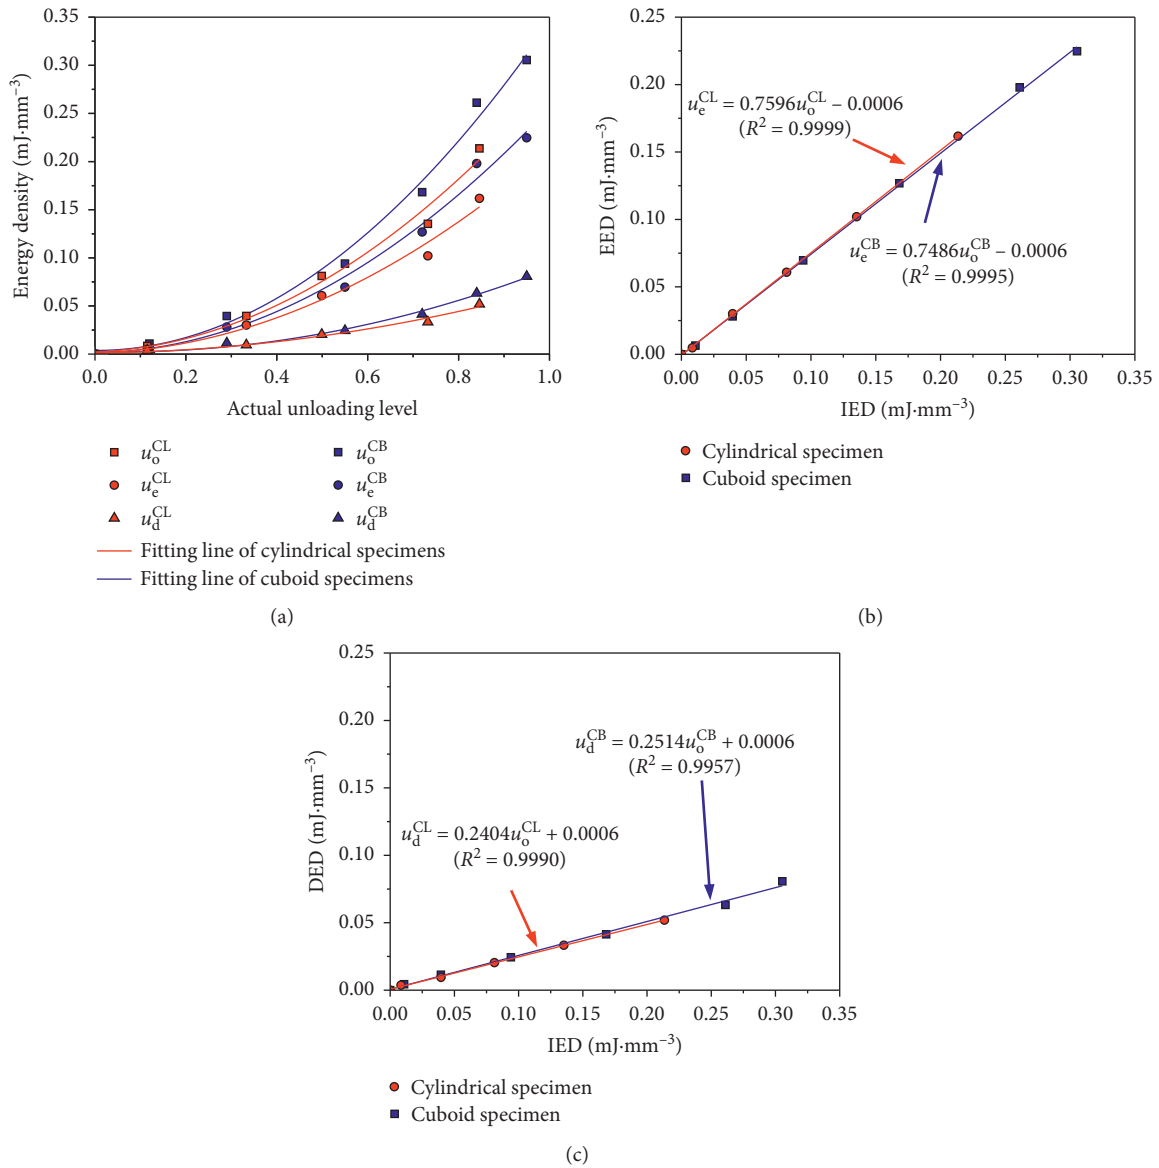 0.35
0.30
0.25
0.20
0.15
0.10
0.05
0.00
Energy density (mJ·mm⁻³)
0.0 0.2 0.4 0.6 0.8 1.0
Actual unloading level
u_o^CL u_o^CB
u_e^CL u_e^CB
u_d^CL u_d^CB
Fitting line of cylindrical specimens
Fitting line of cuboid specimens
(a)
0.25
0.20
0.15
0.10
0.05
0.00
EED (mJ·mm⁻³)
u_e^CL = 0.7596u_o^CL – 0.0006
(R² = 0.9999)
u_e^CB = 0.7486u_o^CB – 0.0006
(R² = 0.9995)
0.00 0.05 0.10 0.15 0.20 0.25 0.30 0.35
IED (mJ·mm⁻³)
Cylindrical specimen
Cuboid specimen
(b)
0.25
0.20
0.15
0.10
0.05
0.00
DED (mJ·mm⁻³)
u_d^CB = 0.2514u_o^CB + 0.0006
(R² = 0.9957)
u_d^CL = 0.2404u_o^CL + 0.0006
(R² = 0.9990)
0.00 0.05 0.10 0.15 0.20 0.25 0.30 0.35
IED (mJ·mm⁻³)
Cylindrical specimen
Cuboid specimen
(c)